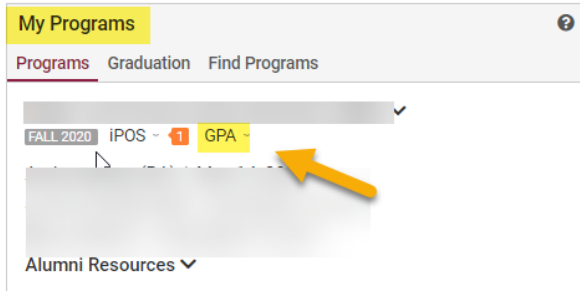 My Programs
Programs Graduation Find Programs
FALL 2020 iPOS 1 GPA
Alumni Resources